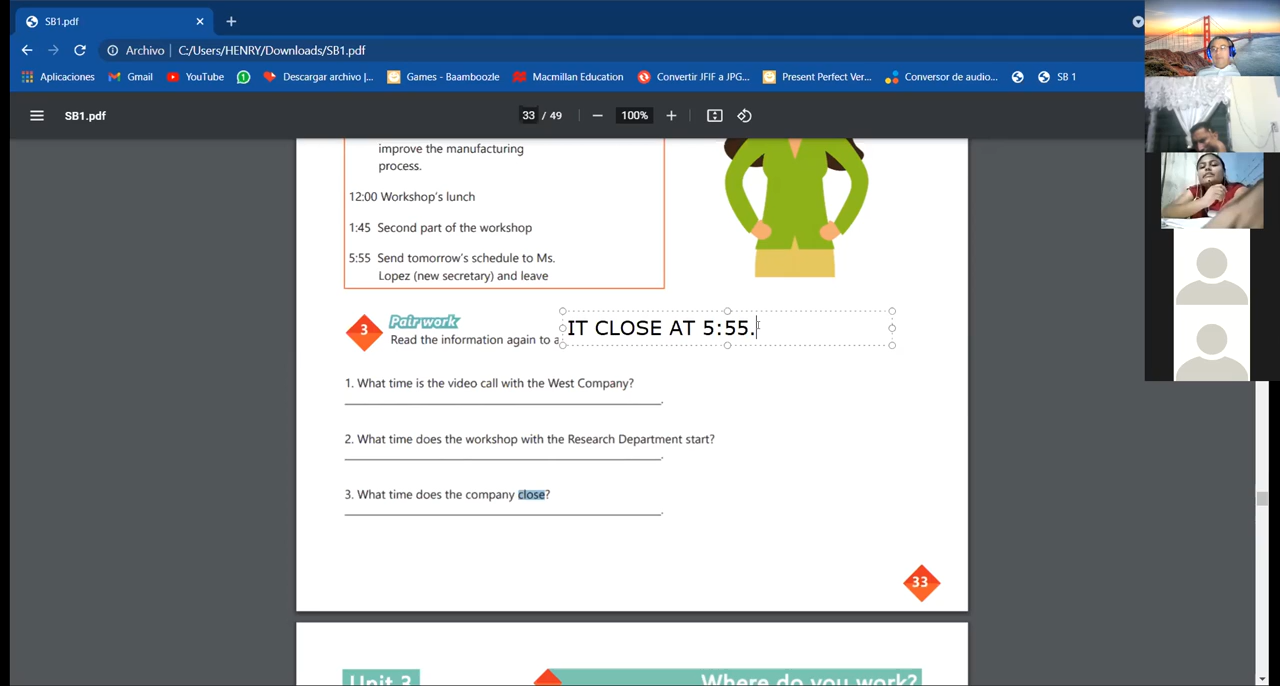 SB1.pdf
Archivo C:/Users/HENRY/Downloads/SB1.pdf
Aplicaciones Gmail YouTube Descargar archivo |... Games - Baamboozle Macmillan Education Convertir JFIF a JPG... Present Perfect Ver... Conversor de audio... SB 1
SB1.pdf 33 / 49 100%
improve the manufacturing
process.
12:00 Workshop's lunch
1:45 Second part of the workshop
5:55 Send tomorrow's schedule to Ms.
Lopez (new secretary) and leave
3 Pair work
IT CLOSE AT 5:55.
Read the information again to a
1. What time is the video call with the West Company?
2. What time does the workshop with the Research Department start?
3. What time does the company close?
33
Unit 3 Where do you work?